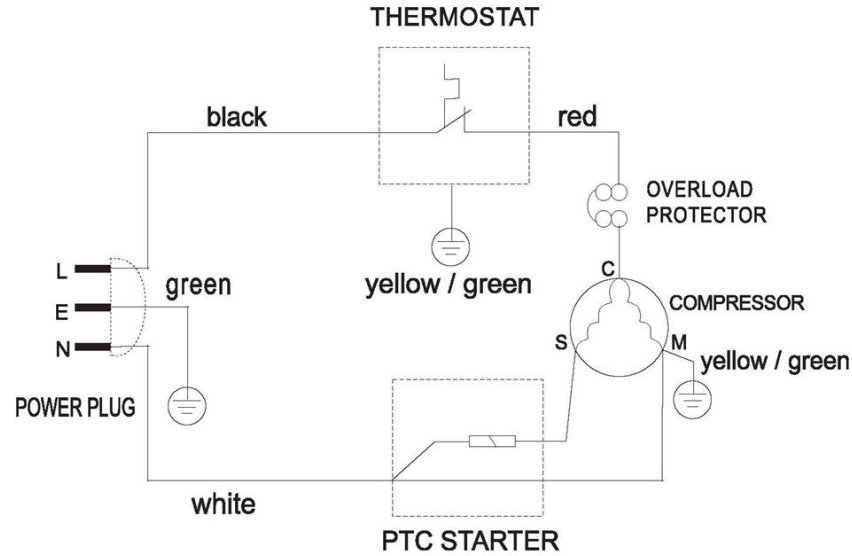 THERMOSTAT
black
red
OVERLOAD
PROTECTOR
L
green
yellow / green
C
COMPRESSOR
E
S
M
N
yellow / green
POWER PLUG
white
PTC STARTER